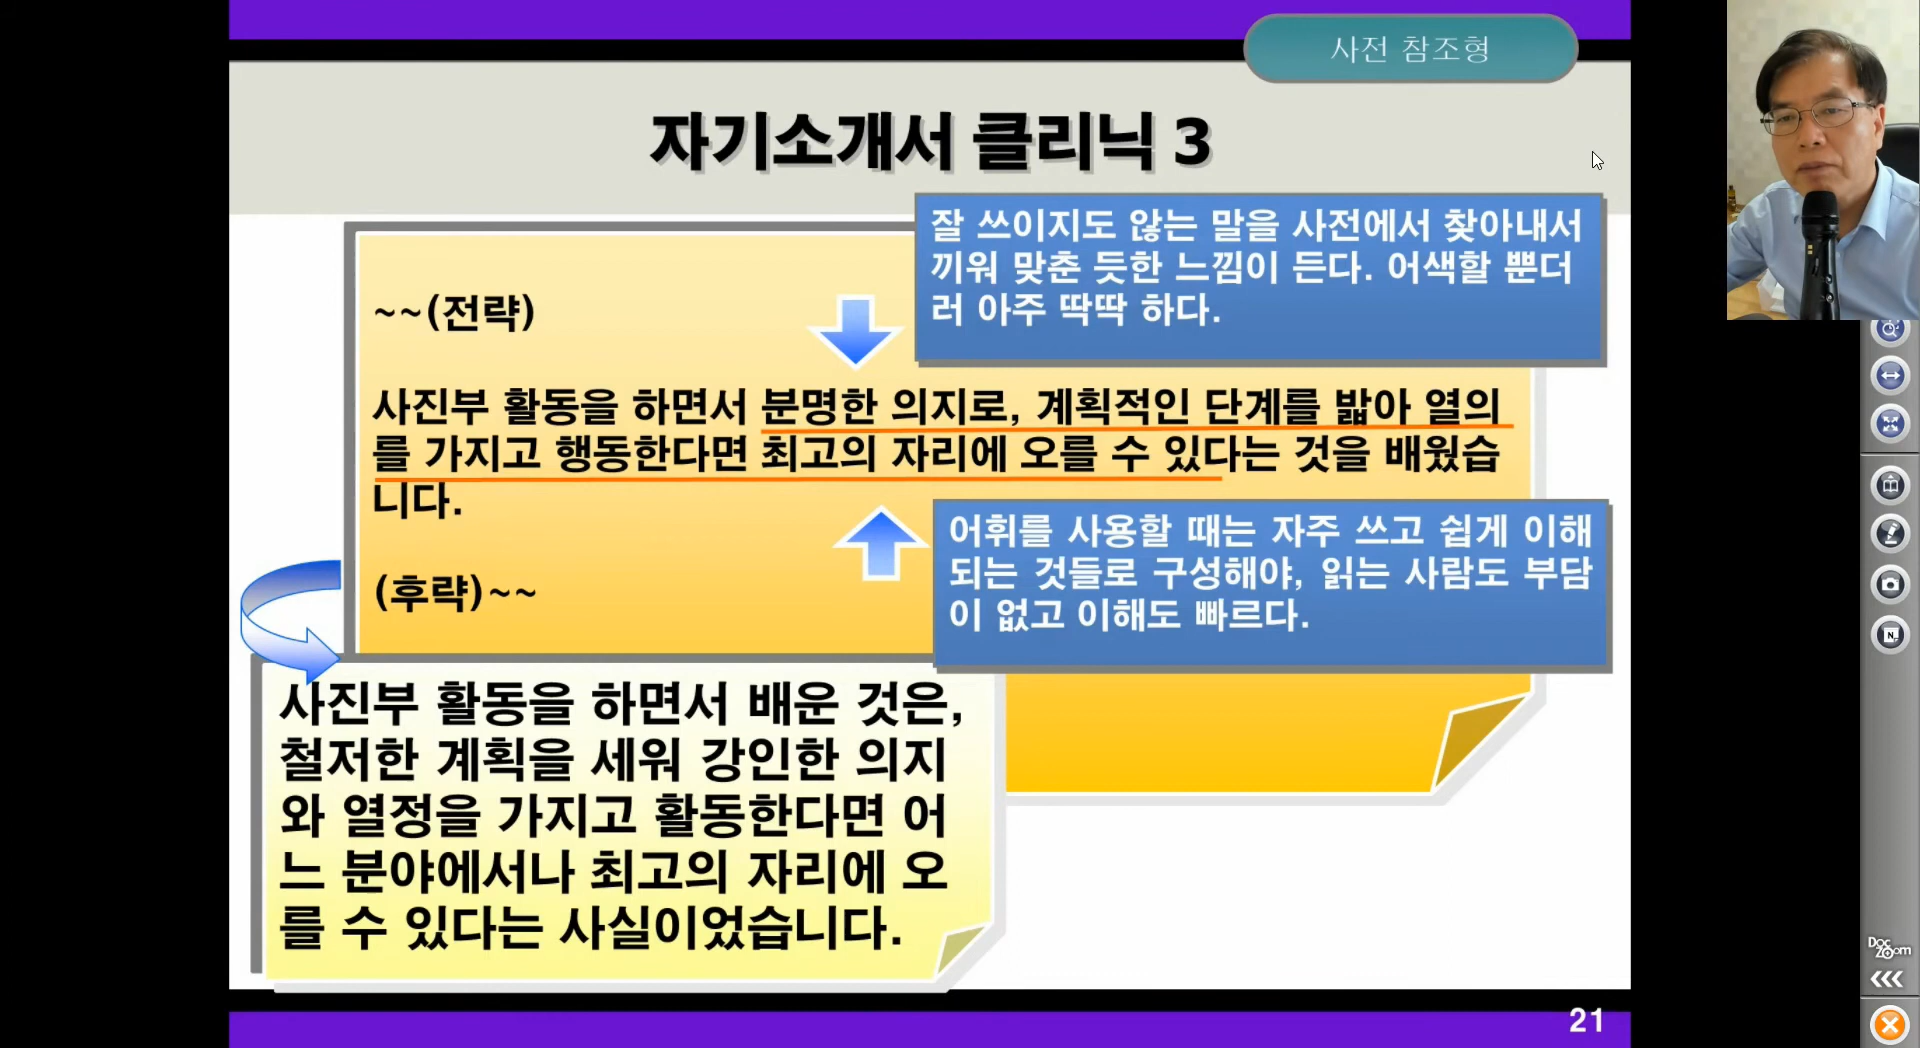 사전 참조형
자기소개서 클리닉 3
잘 쓰이지도 않는 말을 사전에서 찾아내서
끼워 맞춘 듯한 느낌이 든다. 어색할 뿐더
러 아주 딱딱 하다.
~~(전략)
사진부 활동을 하면서 분명한 의지로, 계획적인 단계를 밟아 열의
를 가지고 행동한다면 최고의 자리에 오를 수 있다는 것을 배웠습
니다.
어휘를 사용할 때는 자주 쓰고 쉽게 이해
되는 것들로 구성해야, 읽는 사람도 부담
이 없고 이해도 빠르다.
(후략)~~
사진부 활동을 하면서 배운 것은,
철저한 계획을 세워 강인한 의지
와 열정을 가지고 활동한다면 어
느 분야에서나 최고의 자리에 오
를 수 있다는 사실이었습니다.
21
N
Doc
Zoom